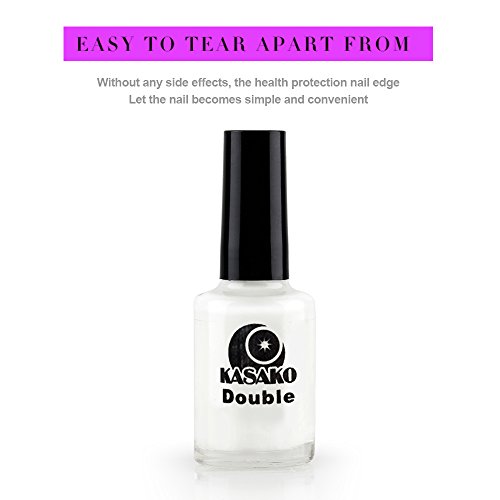 EASY TO TEAR APART FROM
Without any side effects, the health protection nail edge
Let the nail becomes simple and convenient
KASAKO
Double